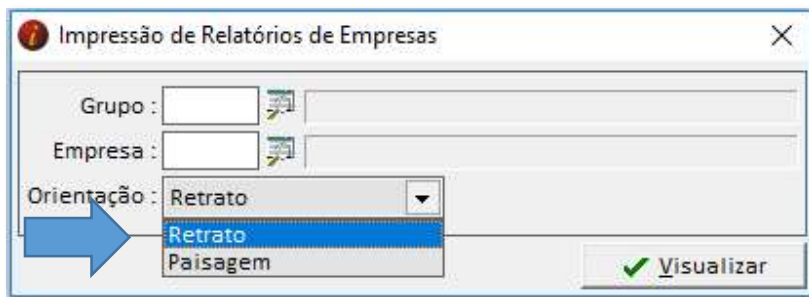 Impressão de Relatórios de Empresas
Grupo :
Empresa :
Orientação : Retrato
Retrato
Paisagem
Visualizar